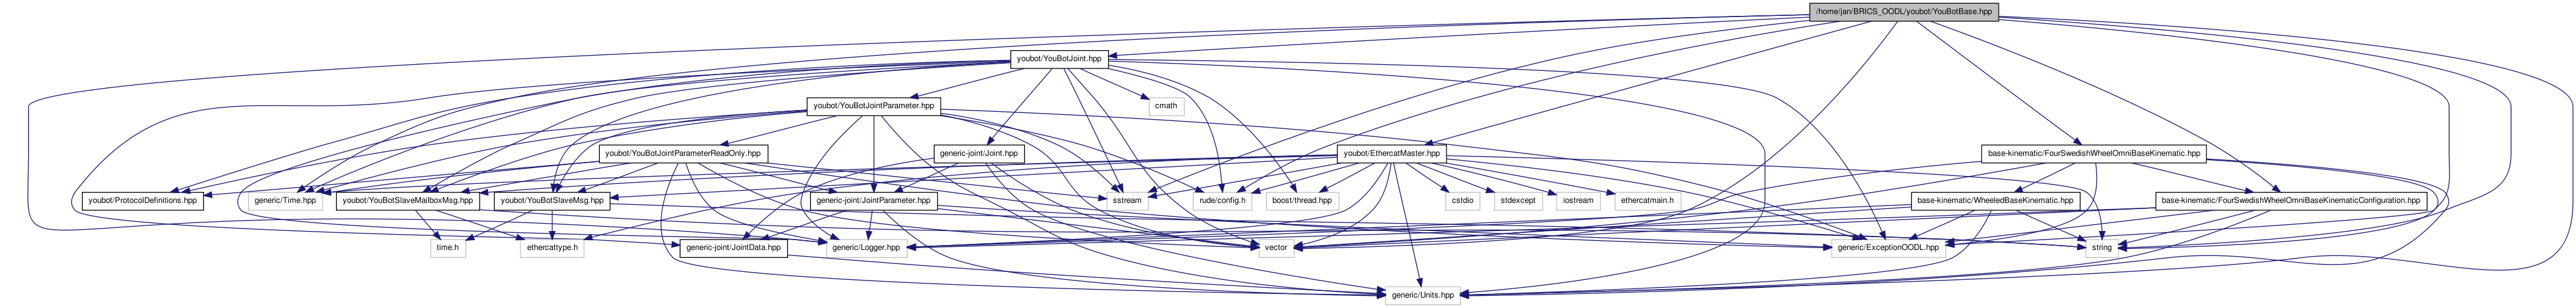 /home/jan/BRICS_OODL/youbot/YouBotBase.hpp
youbot/YouBotJoint.hpp
youbot/YouBotJointParameter.hpp
cmath
youbot/YouBotJointParameterReadOnly.hpp
generic-joint/Joint.hpp
youbot/EthercatMaster.hpp
base-kinematic/FourSwedishWheelOmniBaseKinematic.hpp
youbot/ProtocolDefinitions.hpp
generic/Time.hpp
youbot/YouBotSlaveMailboxMsg.hpp
youbot/YouBotSlaveMsg.hpp
generic-joint/JointParameter.hpp
sstream
rude/config.h
boost/thread.hpp
cstdio
stdexcept
iostream
ethercatmain.h
base-kinematic/WheeledBaseKinematic.hpp
base-kinematic/FourSwedishWheelOmniBaseKinematicConfiguration.hpp
time.h
ethercattype.h
generic-joint/JointData.hpp
generic/Logger.hpp
vector
generic/ExceptionOODL.hpp
string
generic/Units.hpp